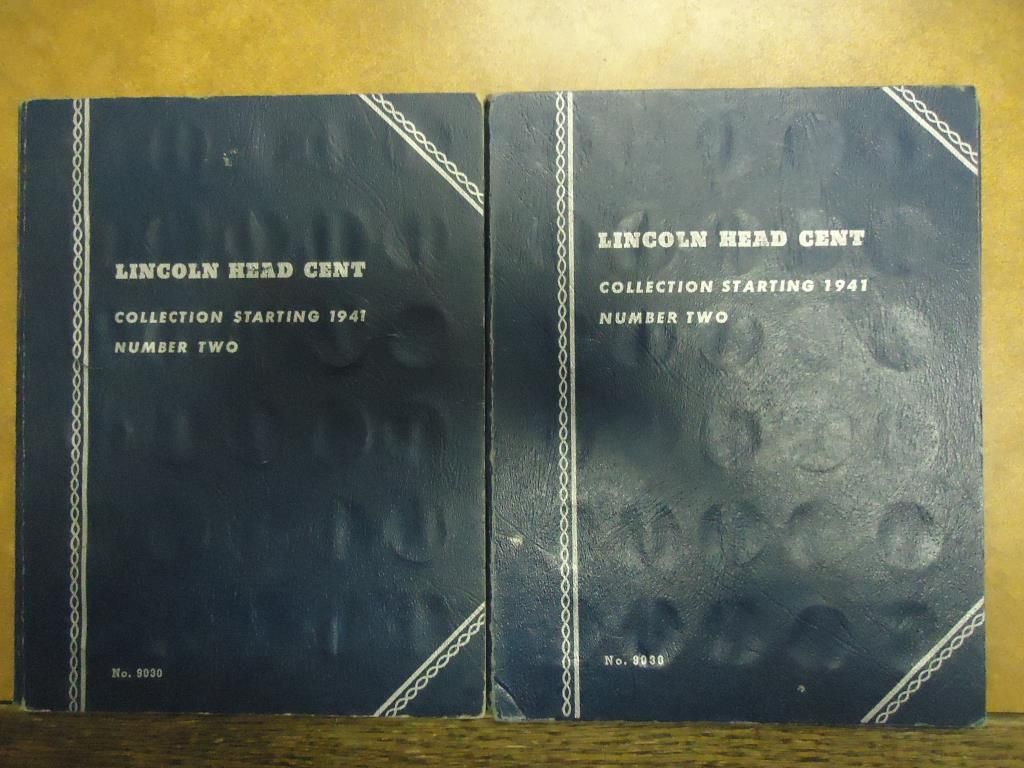 LINCOLN HEAD CENT
COLLECTION STARTING 1941
NUMBER TWO
No. 9030
LINCOLN HEAD CENT
COLLECTION STARTING 1941
NUMBER TWO
No. 9030